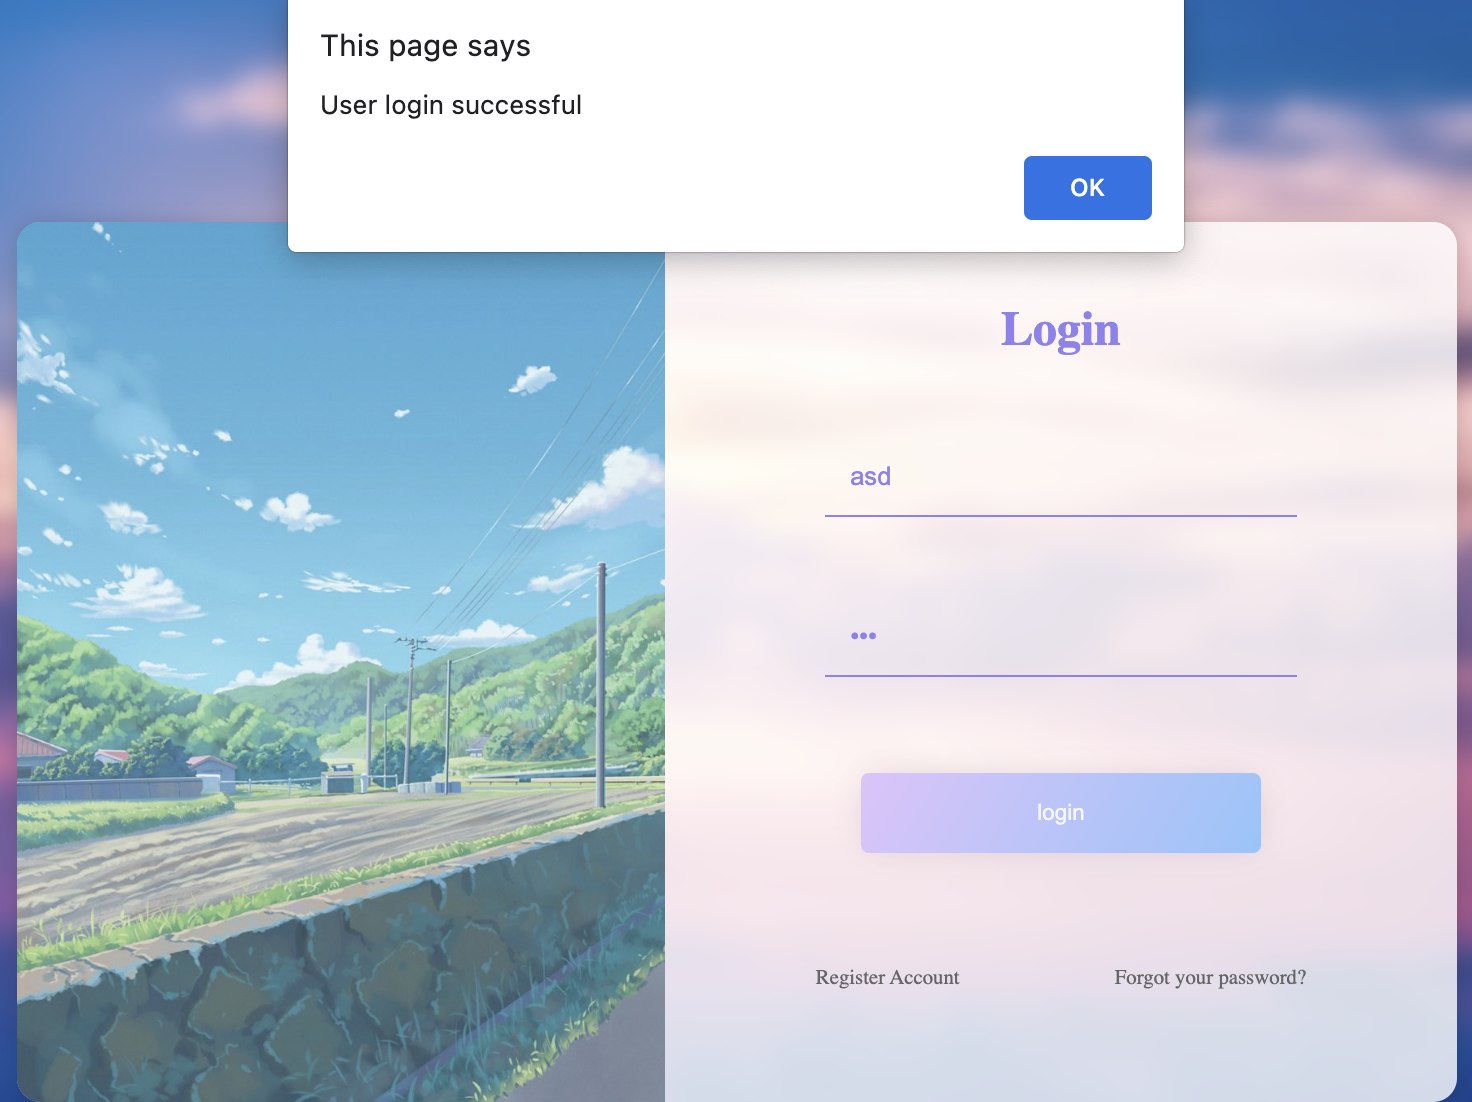 This page says
User login successful
OK
Login
asd
•••
login
Register Account
Forgot your password?